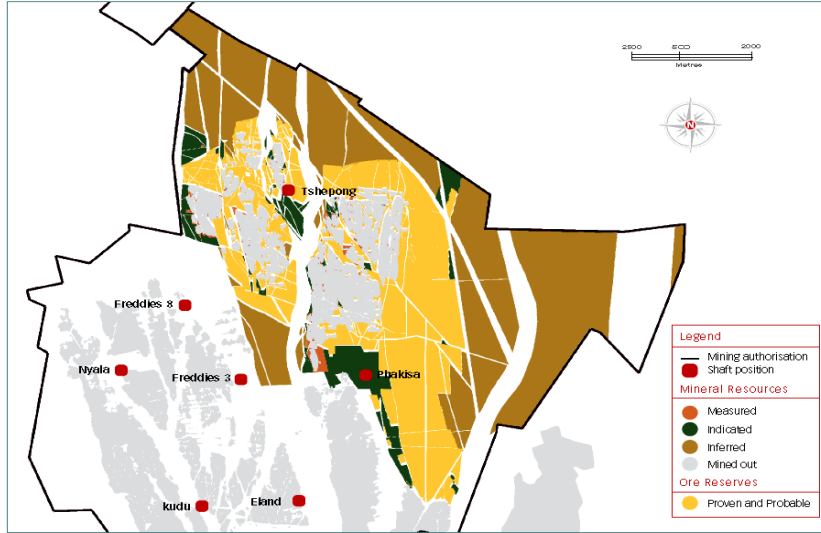 2500 500 2000
Metres
N
Tshepong
Freddies 8
Nyala
Freddies 3
Phakisa
kudu
Eland
Legend
Mining authorisation
Shaft position
Mineral Resources
Measured
Indicated
Inferred
Mined out
Ore Reserves
Proven and Probable